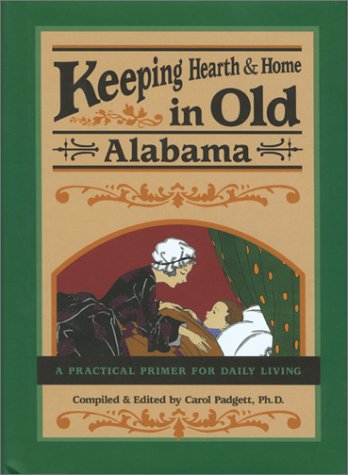 Keeping Hearth & Home
in Old
Alabama
A PRACTICAL PRIMER FOR DAILY LIVING
Compiled & Edited by Carol Padgett, Ph.D.